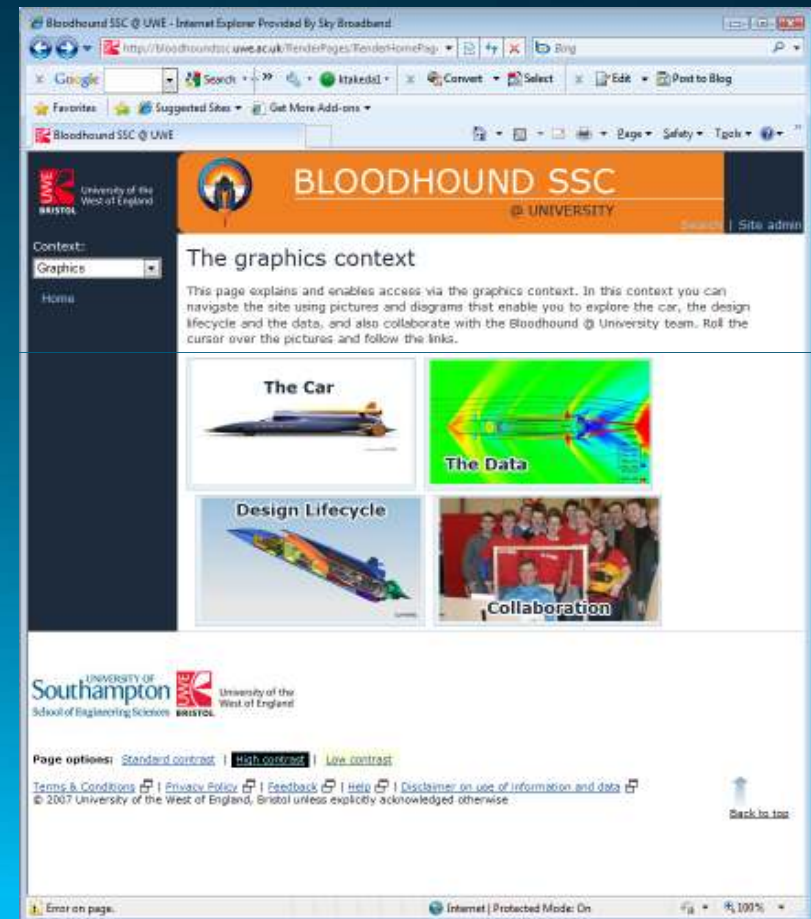 Bloodhound SSC @ UWE - Internet Explorer Provided By Sky Broadband
Bing
Google
Search
ktakeda1
Convert
Select
Edit
Post to Blog
Favorites
Suggested Sites
Get More Add-ons
Bloodhound SSC @ UWE
Page
Safety
Tools
UWE
BRISTOL
University of the
West of England
BLOODHOUND SSC
@ UNIVERSITY
Search | Site admin
Context:
Graphics
Home
The graphics context
This page explains and enables access via the graphics context. In this context you can
navigate the site using pictures and diagrams that enable you to explore the car, the design
lifecycle and the data, and also collaborate with the Bloodhound @ University team. Roll the
cursor over the pictures and follow the links.
The Car
The Data
Design Lifecycle
Collaboration
UNIVERSITY OF
Southampton
School of Engineering Sciences
UWE
BRISTOL
University of the
West of England
Page options: Standard contrast | High contrast | Low contrast
Terms & Conditions | Privacy Policy | Feedback | Help | Disclaimer on use of information and data
© 2007 University of the West of England, Bristol unless explicitly acknowledged otherwise
Back to top
Error on page.
Internet | Protected Mode: On
100%